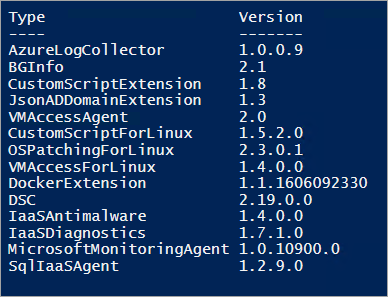 Type Version
---- -------
AzureLogCollector 1.0.0.9
BGInfo 2.1
CustomScriptExtension 1.8
JsonADDomainExtension 1.3
VMAccessAgent 2.0
CustomScriptForLinux 1.5.2.0
OSPatchingForLinux 2.3.0.1
VMAccessForLinux 1.4.0.0
DockerExtension 1.1.1606092330
DSC 2.19.0.0
IaaSAntimalware 1.4.0.0
IaaSDiagnostics 1.7.1.0
MicrosoftMonitoringAgent 1.0.10900.0
SqlIaaSAgent 1.2.9.0